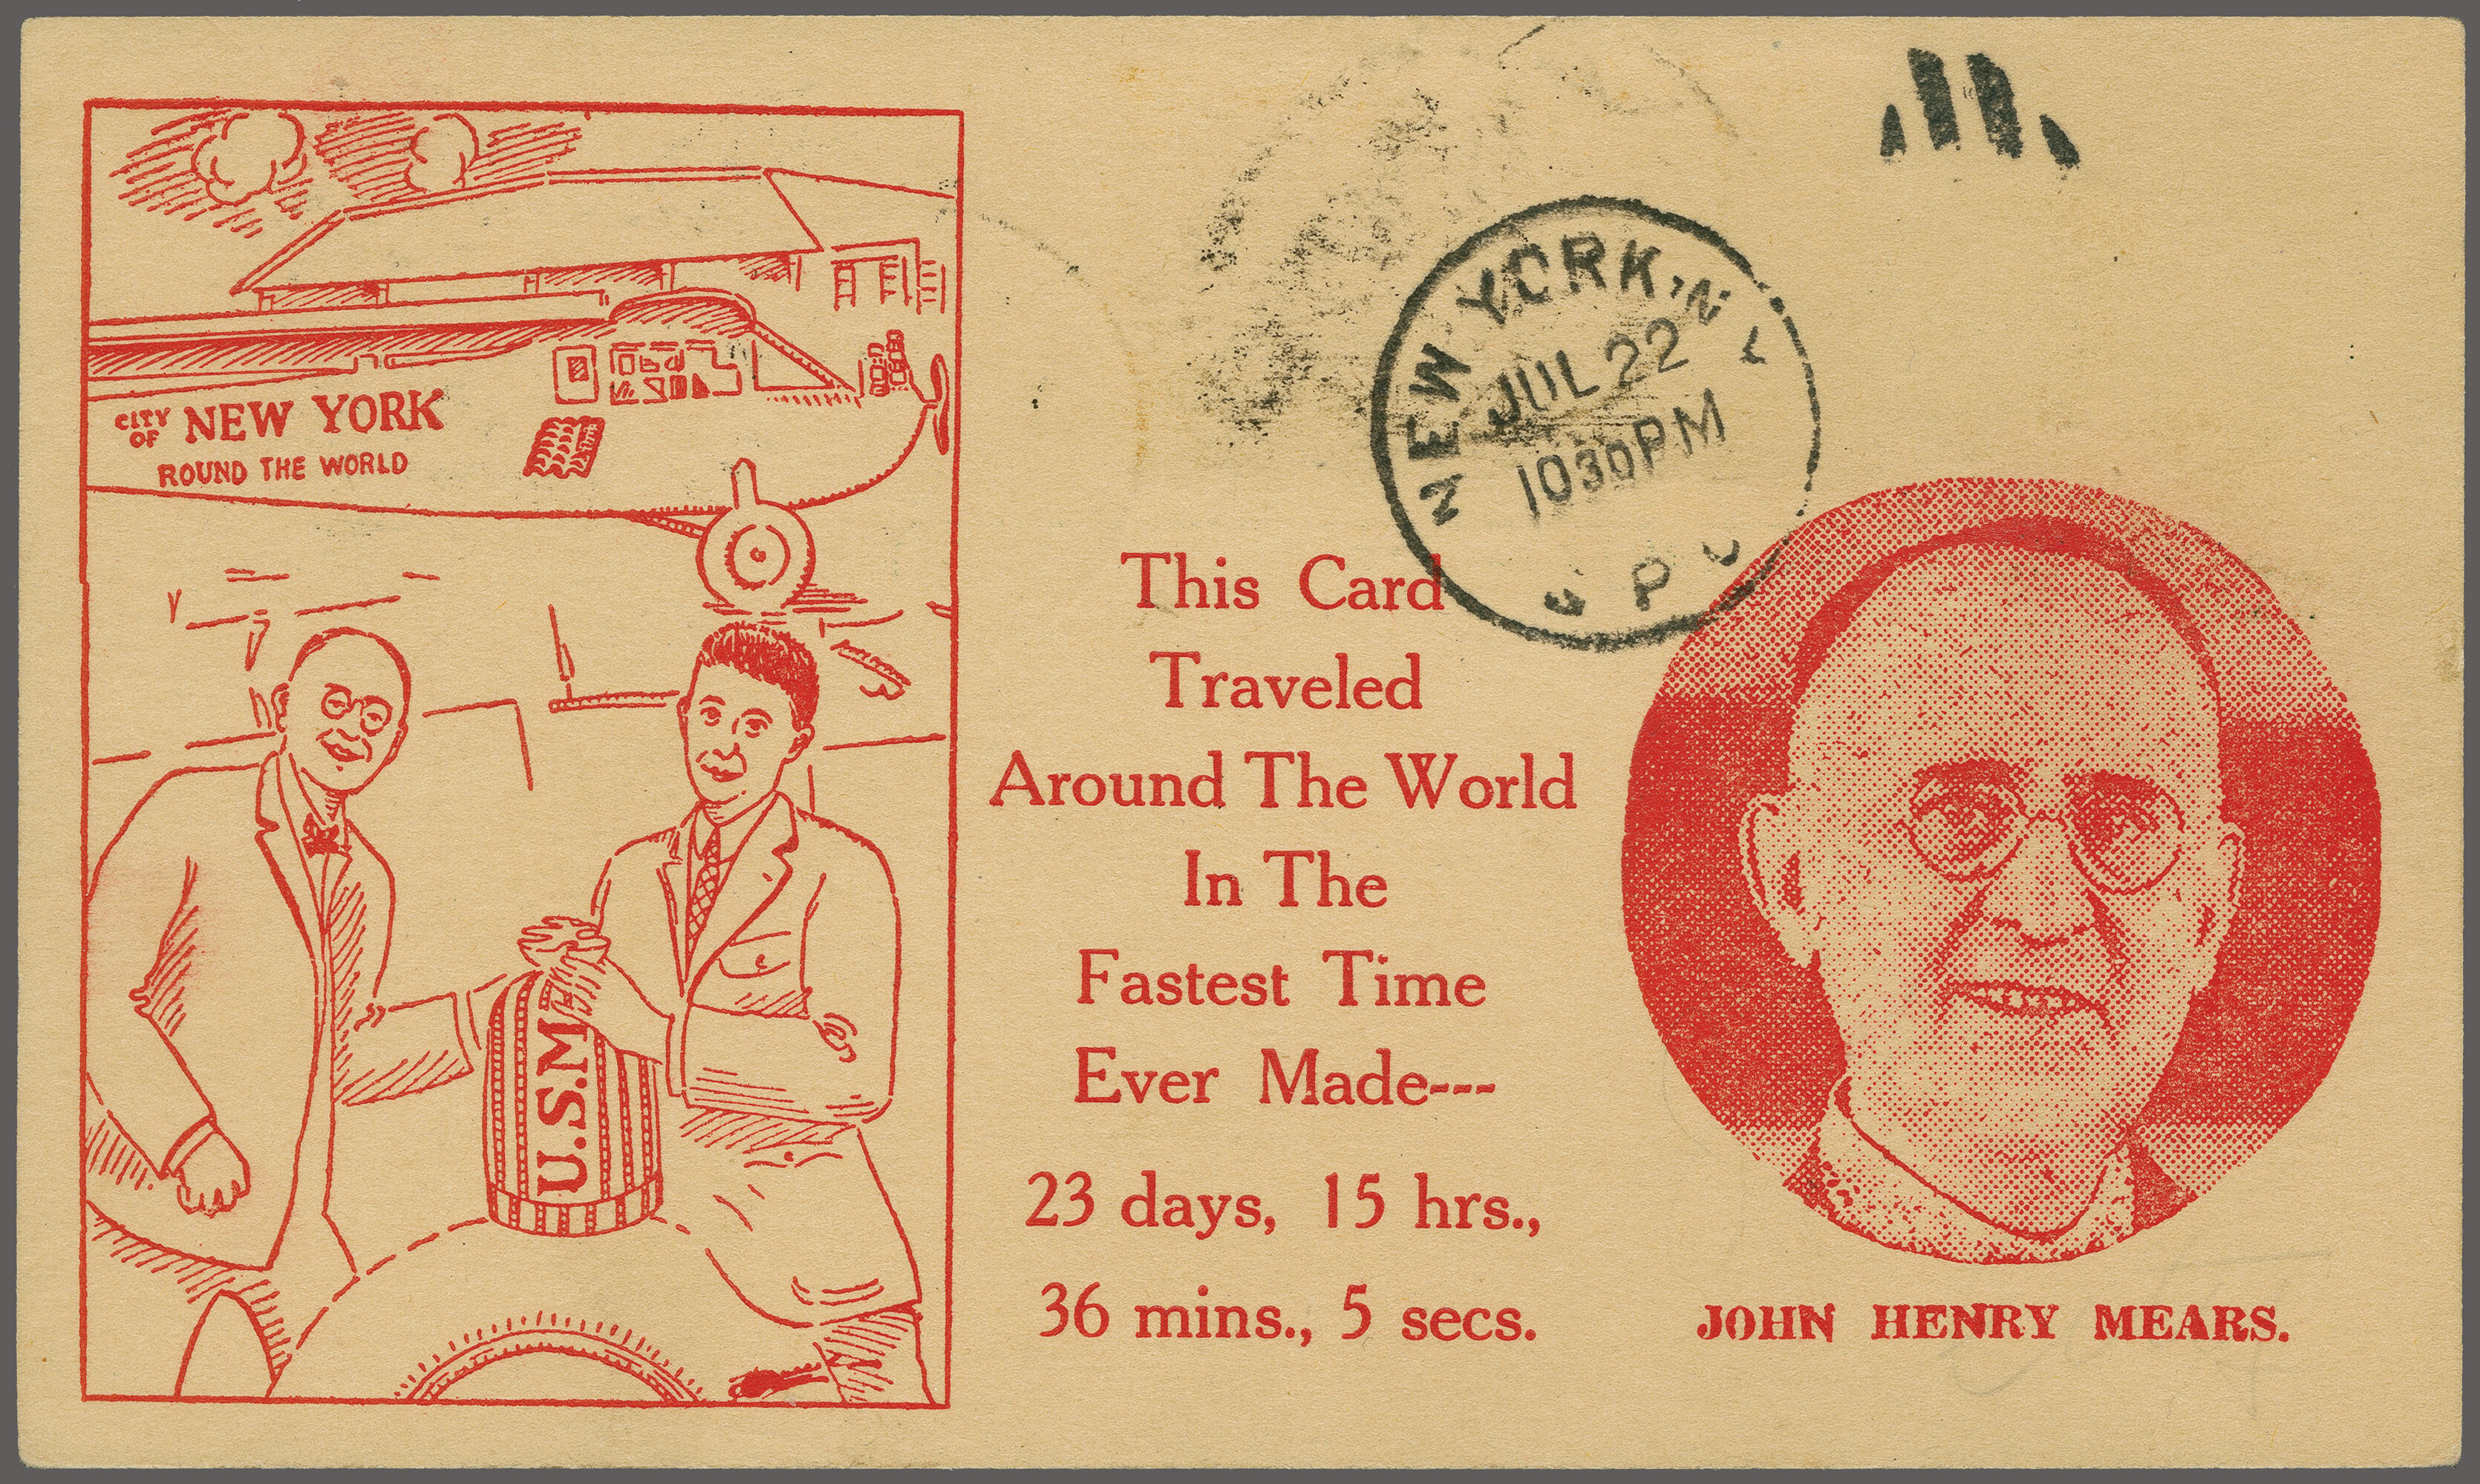 CITY OF NEW YORK
ROUND THE WORLD
U.S.M
NEW YORK, N Y
JUL 22
1030PM
G P O
This Card
Traveled
Around The World
In The
Fastest Time
Ever Made---
23 days, 15 hrs.,
36 mins., 5 secs.
JOHN HENRY MEARS.